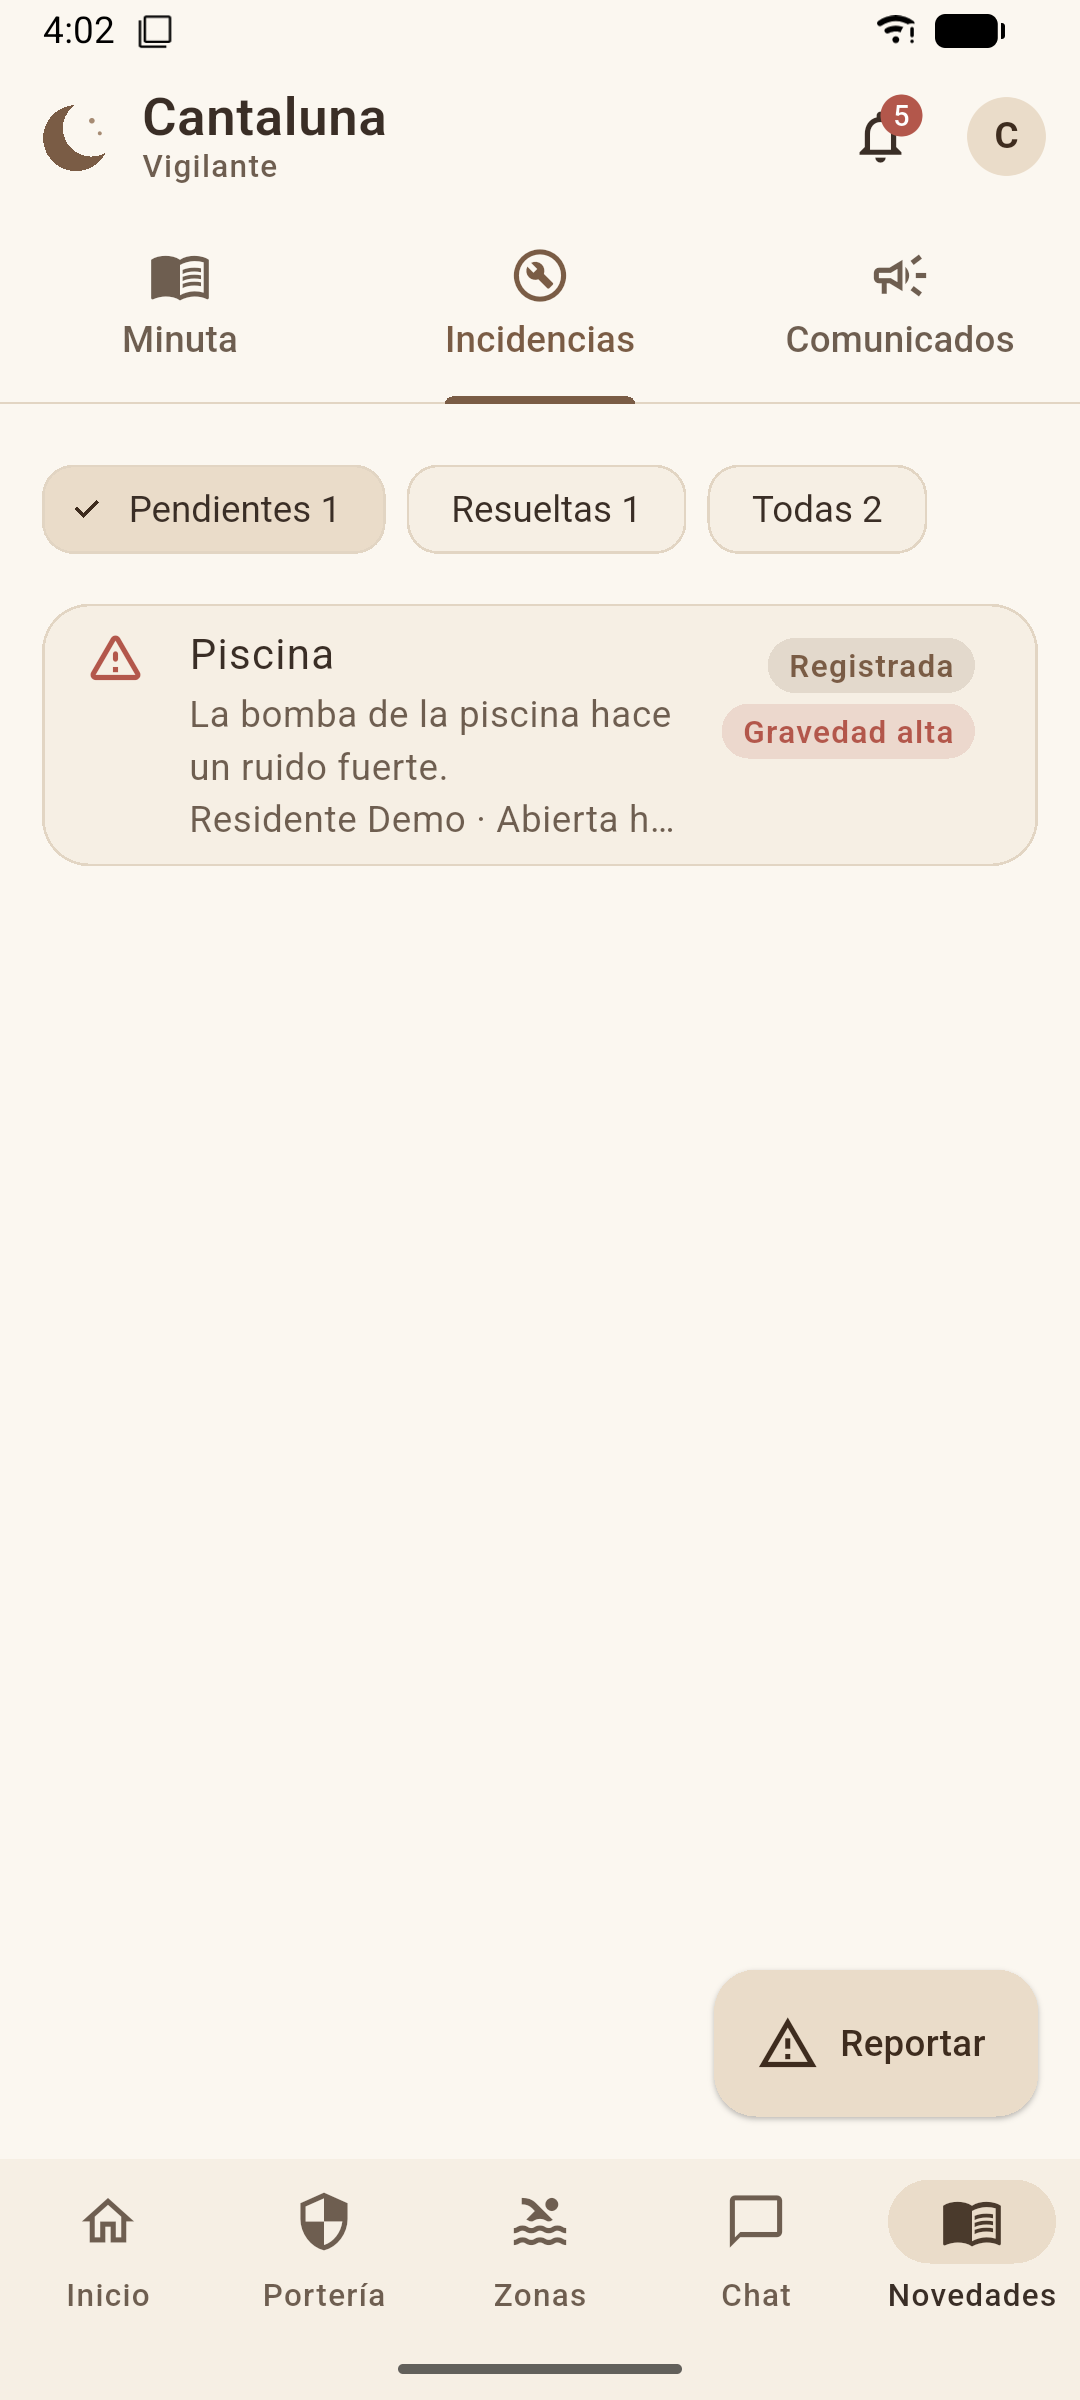 4:02
Cantaluna
Vigilante
5
C
Minuta
Incidencias
Comunicados
Pendientes 1
Resueltas 1
Todas 2
Piscina
Registrada
La bomba de la piscina hace
un ruido fuerte.
Gravedad alta
Residente Demo · Abierta h…
Reportar
Inicio
Portería
Zonas
Chat
Novedades